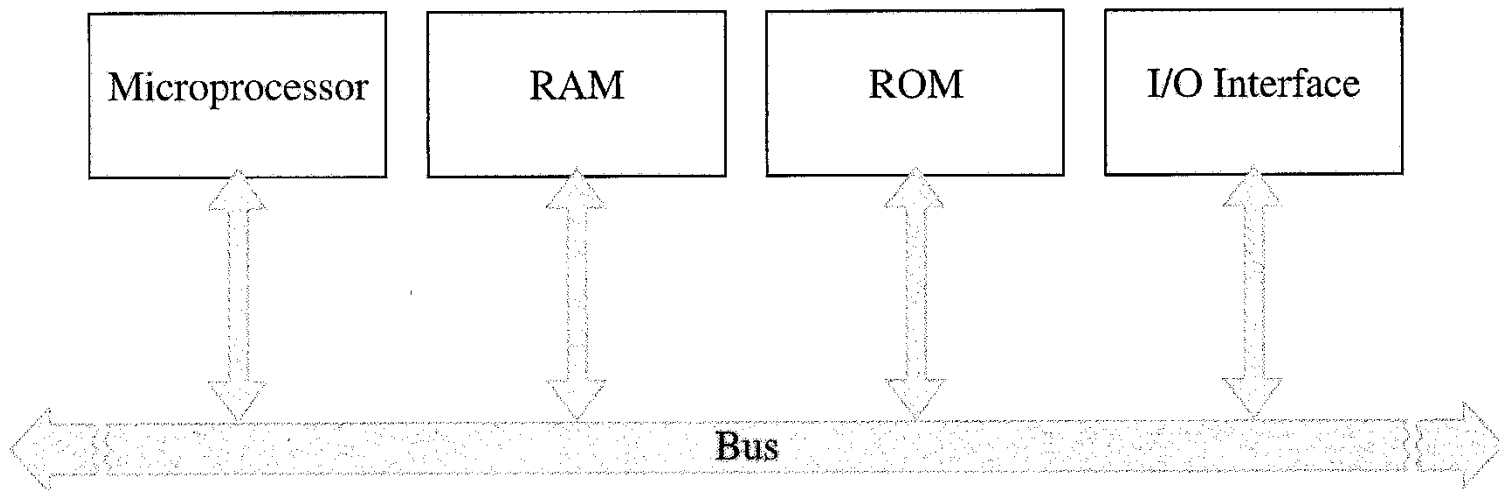 Microprocessor
RAM
ROM
I/O Interface
Bus